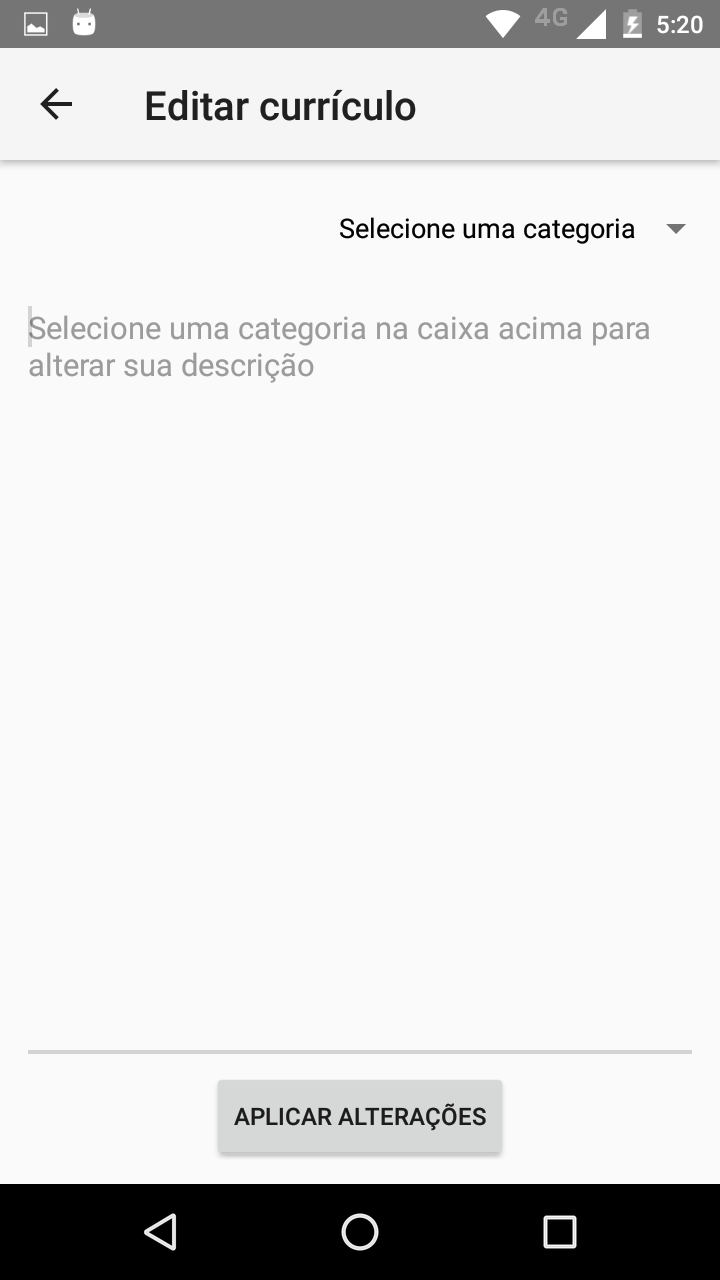 4G 5:20
Editar currículo
Selecione uma categoria
Selecione uma categoria na caixa acima para
alterar sua descrição
APLICAR ALTERAÇÕES